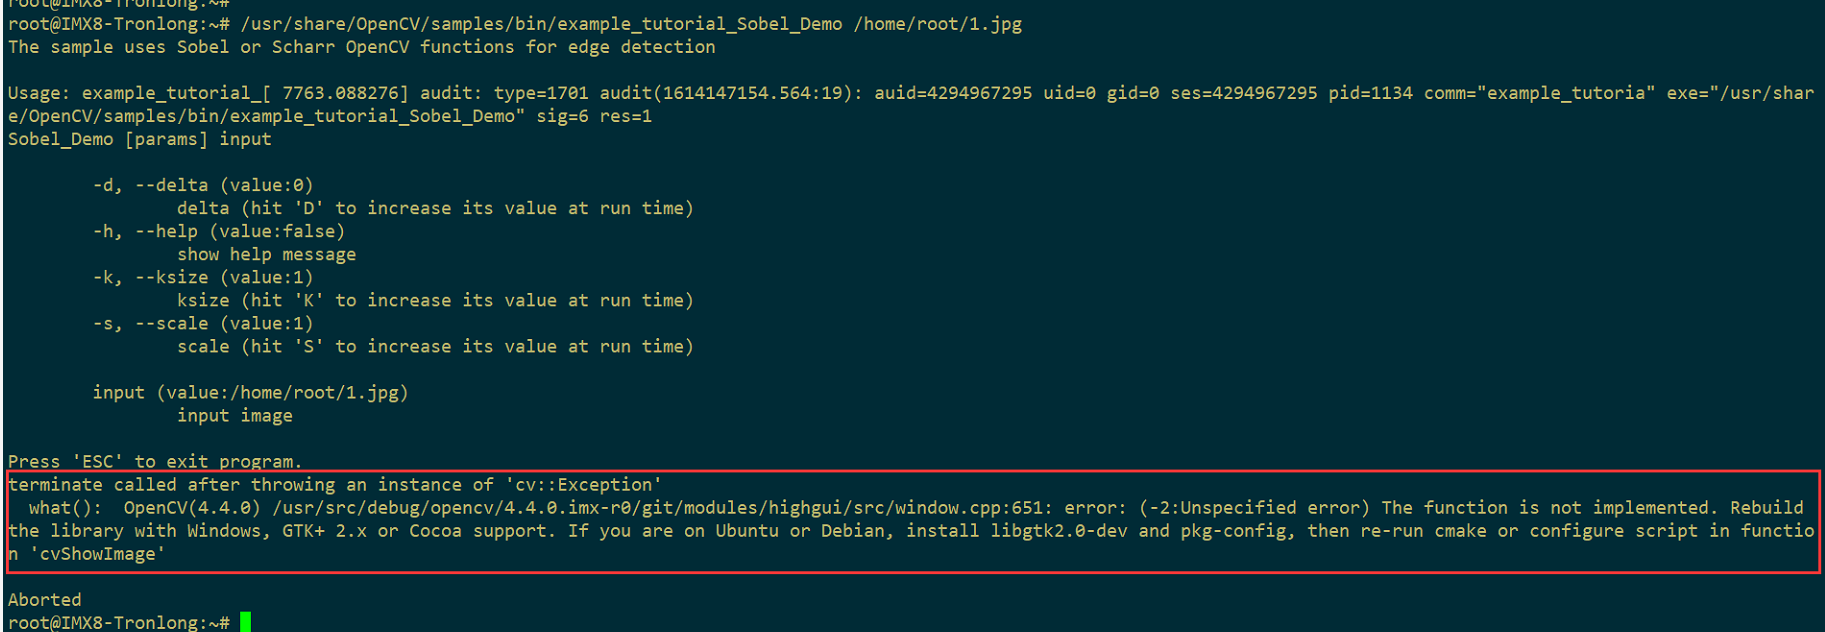 root@IMX8-Tronlong:~#
root@IMX8-Tronlong:~# /usr/share/OpenCV/samples/bin/example_tutorial_Sobel_Demo /home/root/1.jpg
The sample uses Sobel or Scharr OpenCV functions for edge detection
Usage: example_tutorial_[ 7763.088276] audit: type=1701 audit(1614147154.564:19): auid=4294967295 uid=0 gid=0 ses=4294967295 pid=1134 comm="example_tutoria" exe="/usr/shar
e/OpenCV/samples/bin/example_tutorial_Sobel_Demo" sig=6 res=1
Sobel_Demo [params] input
-d, --delta (value:0)
delta (hit 'D' to increase its value at run time)
-h, --help (value:false)
show help message
-k, --ksize (value:1)
ksize (hit 'K' to increase its value at run time)
-s, --scale (value:1)
scale (hit 'S' to increase its value at run time)
input (value:/home/root/1.jpg)
input image
Press 'ESC' to exit program.
terminate called after throwing an instance of 'cv::Exception'
what():  OpenCV(4.4.0) /usr/src/debug/opencv/4.4.0.imx-r0/git/modules/highgui/src/window.cpp:651: error: (-2:Unspecified error) The function is not implemented. Rebuild
the library with Windows, GTK+ 2.x or Cocoa support. If you are on Ubuntu or Debian, install libgtk2.0-dev and pkg-config, then re-run cmake or configure script in functio
n 'cvShowImage'
Aborted
root@IMX8-Tronlong:~#